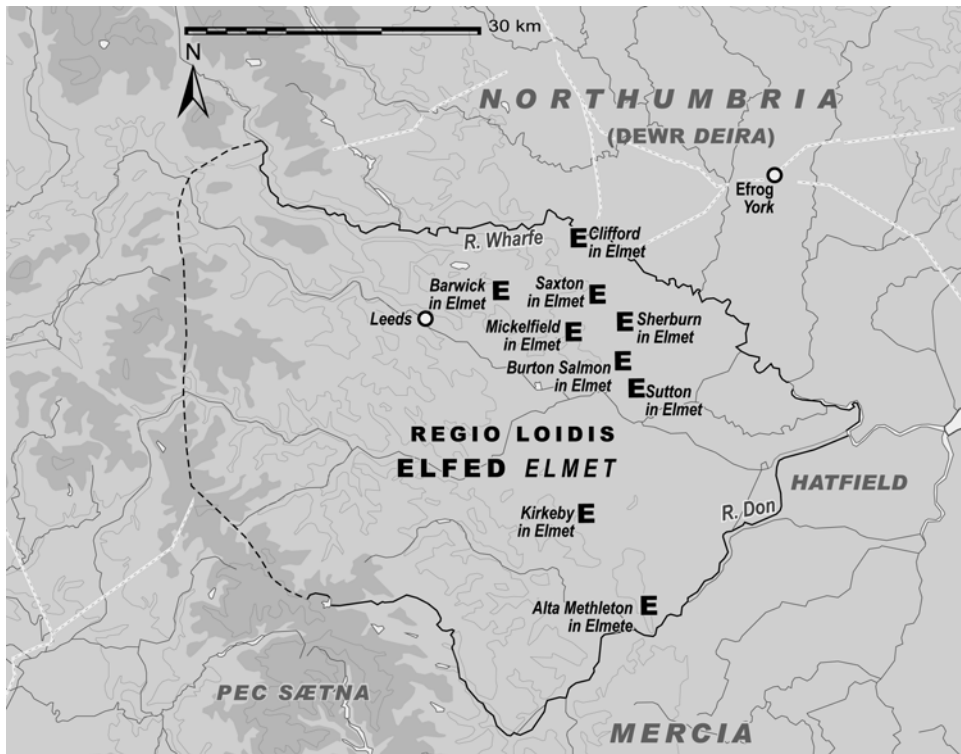 30 km
N
NORTHUMBRIA
(DEWR DEIRA)
Efrog
York
R. Wharfe
E Clifford
in Elmet
Barwick E
in Elmet
Saxton E
in Elmet
Leeds
Mickelfield E
in Elmet
E Sherburn
in Elmet
Burton Salmon E
in Elmet
E Sutton
in Elmet
REGIO LOIDIS
ELFED ELMET
HATFIELD
R. Don
Kirkeby E
in Elmet
Alta Methleton E
in Elmete
PEC SÆTNA
MERCIA